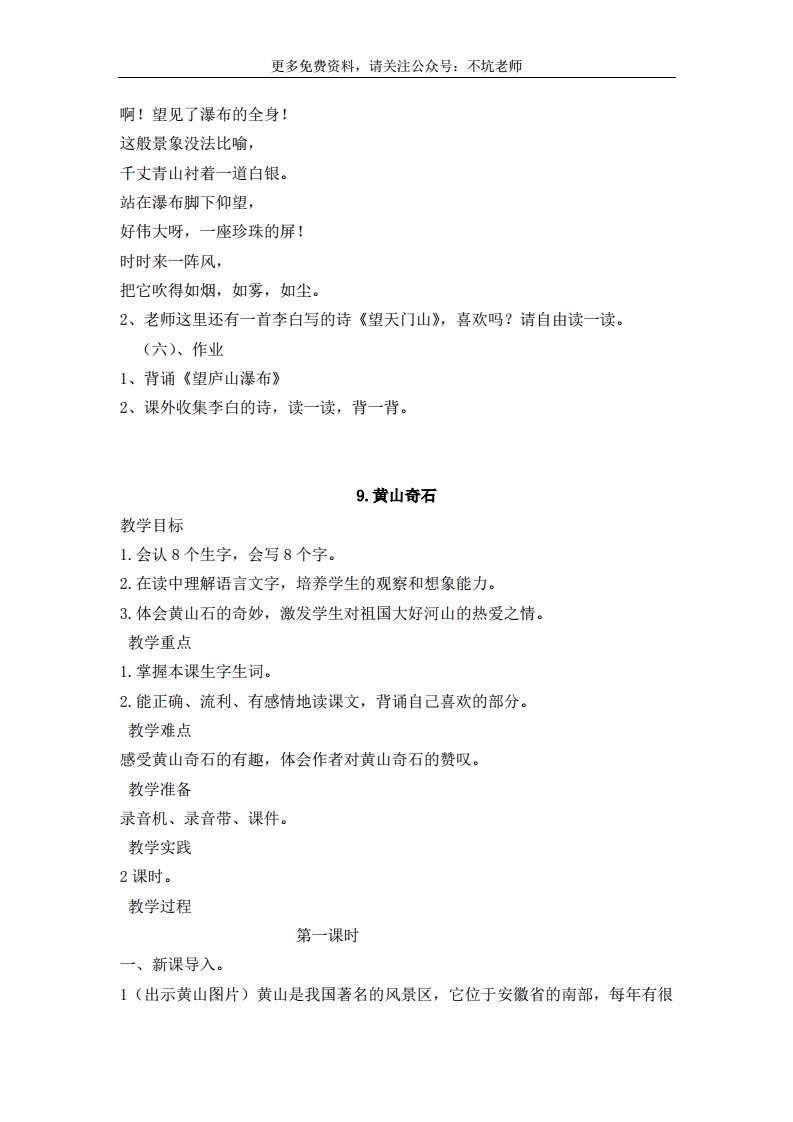 更多免费资料，请关注公众号：不坑老师
啊！望见了瀑布的全身！
这般景象没法比喻，
千丈青山衬着一道白银。
站在瀑布脚下仰望，
好伟大呀，一座珍珠的屏！
时时来一阵风，
把它吹得如烟，如雾，如尘。
2、老师这里还有一首李白写的诗《望天门山》，喜欢吗？请自由读一读。
（六）、作业
1、背诵《望庐山瀑布》
2、课外收集李白的诗，读一读，背一背。
9.黄山奇石
教学目标
1.会认 8 个生字，会写 8 个字。
2.在读中理解语言文字，培养学生的观察和想象能力。
3.体会黄山石的奇妙，激发学生对祖国大好河山的热爱之情。
教学重点
1.掌握本课生字生词。
2.能正确、流利、有感情地读课文，背诵自己喜欢的部分。
教学难点
感受黄山奇石的有趣，体会作者对黄山奇石的赞叹。
教学准备
录音机、录音带、课件。
教学实践
2 课时。
教学过程
第一课时
一、新课导入。
1（出示黄山图片）黄山是我国著名的风景区，它位于安徽省的南部，每年有很